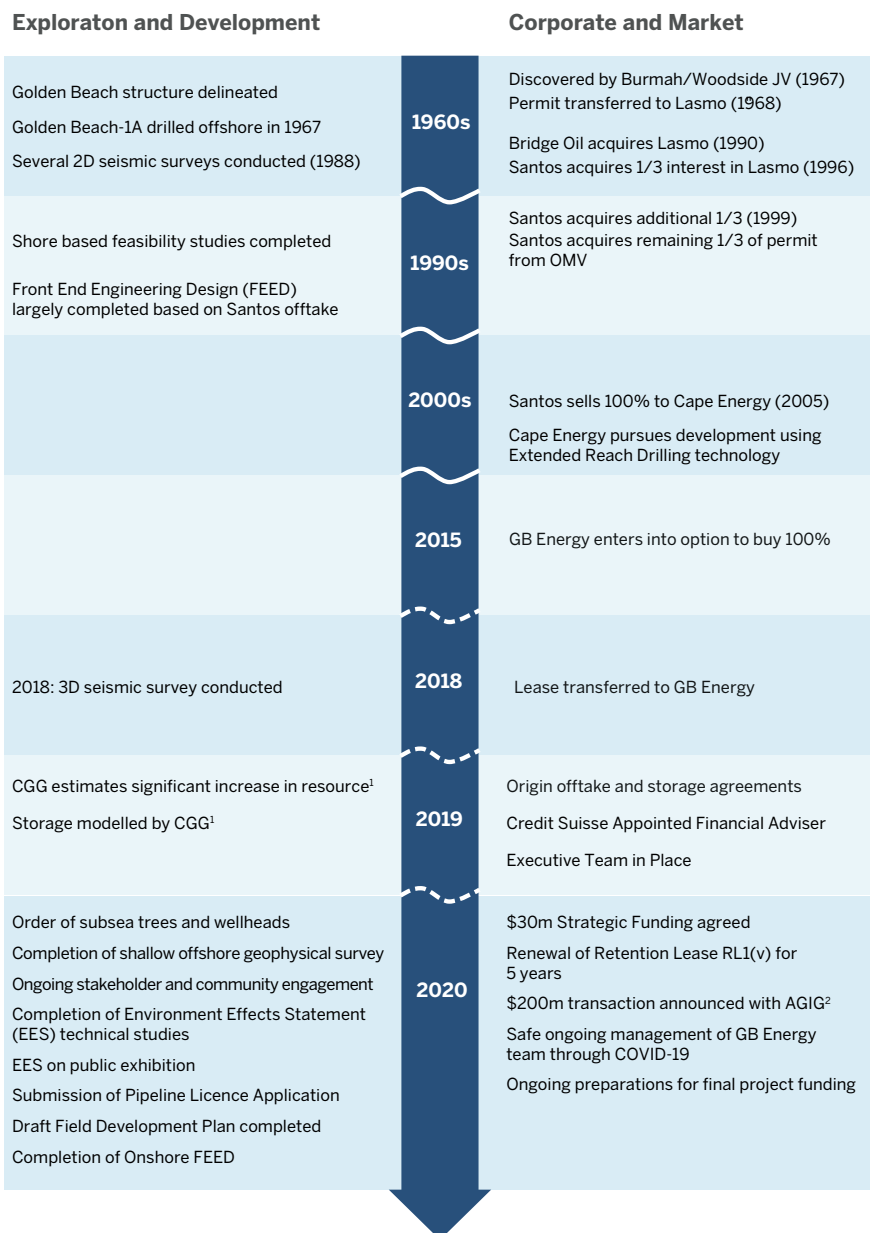 Exploraton and Development
Corporate and Market
1960s
Golden Beach structure delineated
Golden Beach-1A drilled offshore in 1967
Several 2D seismic surveys conducted (1988)
Discovered by Burmah/Woodside JV (1967)
Permit transferred to Lasmo (1968)
Bridge Oil acquires Lasmo (1990)
Santos acquires 1/3 interest in Lasmo (1996)
1990s
Shore based feasibility studies completed
Front End Engineering Design (FEED)
largely completed based on Santos offtake
Santos acquires additional 1/3 (1999)
Santos acquires remaining 1/3 of permit
from OMV
2000s
Santos sells 100% to Cape Energy (2005)
Cape Energy pursues development using
Extended Reach Drilling technology
2015
GB Energy enters into option to buy 100%
2018
2018: 3D seismic survey conducted
Lease transferred to GB Energy
2019
CGG estimates significant increase in resource¹
Storage modelled by CGG¹
Origin offtake and storage agreements
Credit Suisse Appointed Financial Adviser
Executive Team in Place
2020
Order of subsea trees and wellheads
Completion of shallow offshore geophysical survey
Ongoing stakeholder and community engagement
Completion of Environment Effects Statement
(EES) technical studies
EES on public exhibition
Submission of Pipeline Licence Application
Draft Field Development Plan completed
Completion of Onshore FEED
$30m Strategic Funding agreed
Renewal of Retention Lease RL1(v) for
5 years
$200m transaction announced with AGIG²
Safe ongoing management of GB Energy
team through COVID-19
Ongoing preparations for final project funding